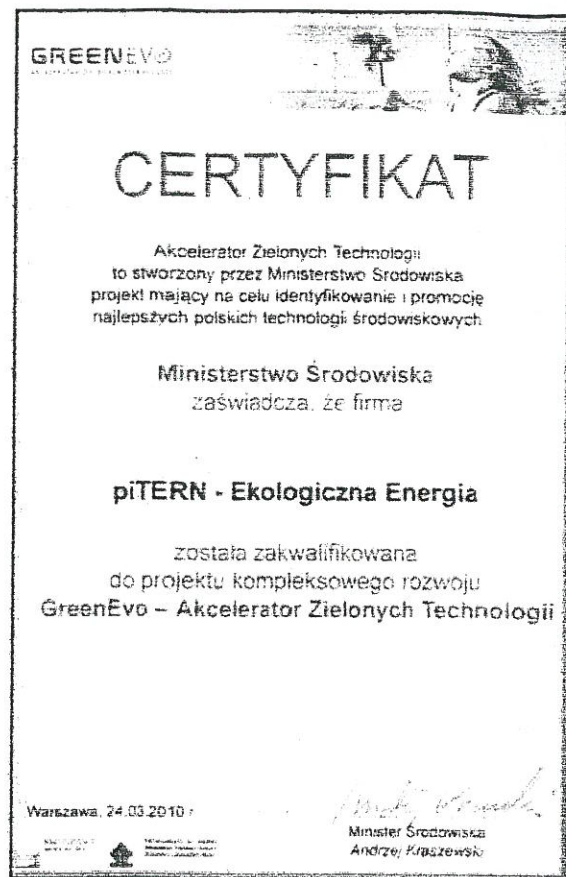 GREENEVO
CERTYFIKAT
Akcelerator Zielonych Technologii
to stworzony przez Ministerstwo Środowiska
projekt mający na celu identyfikowanie i promocję
najlepszych polskich technologii środowiskowych
Ministerstwo Środowiska
zaświadcza, że firma
piTERN - Ekologiczna Energia
została zakwalifikowana
do projektu kompleksowego rozwoju
GreenEvo – Akcelerator Zielonych Technologii
Warszawa, 24.03.2010 r
Minister Środowiska
Andrzej Kraszewski